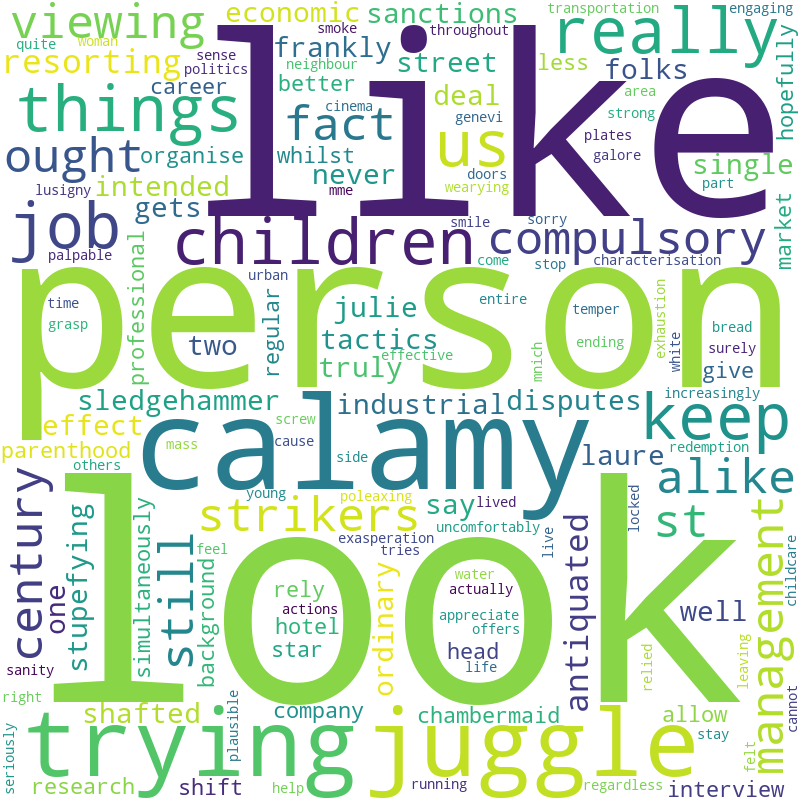 viewing economic sanctions transportation engaging
quite woman smoke throughout really
resorting sense frankly street less folks hopefully
politics neighbour
career better deal area strong
things cinema genevi like
fact us plates
ought organise whilst galore
never wearying single
lusigny intended mme doors part
job gets smile sorry compulsory market
palpable children come stop characterisation
person urban
time professional regular julie entire temper exhaustion bread
grasp two tactics ending white surely
truly effective mnich give
sledgehammer industrial disputes increasingly keep
effect screw redemption
parenthood mass cause calamy laure
others side alike
century young poleaxing say lived locked
strikers uncomfortably st management
stupefying simultaneously still feel exasperation tries live antiquated childcare
one background rely water actually
actions appreciate well
hotel ordinary offers
sanity star head life relied leaving
look
right shafted company chambermaid allow cannot
plausible felt stay
seriously trying juggle
research shift help running regardless interview